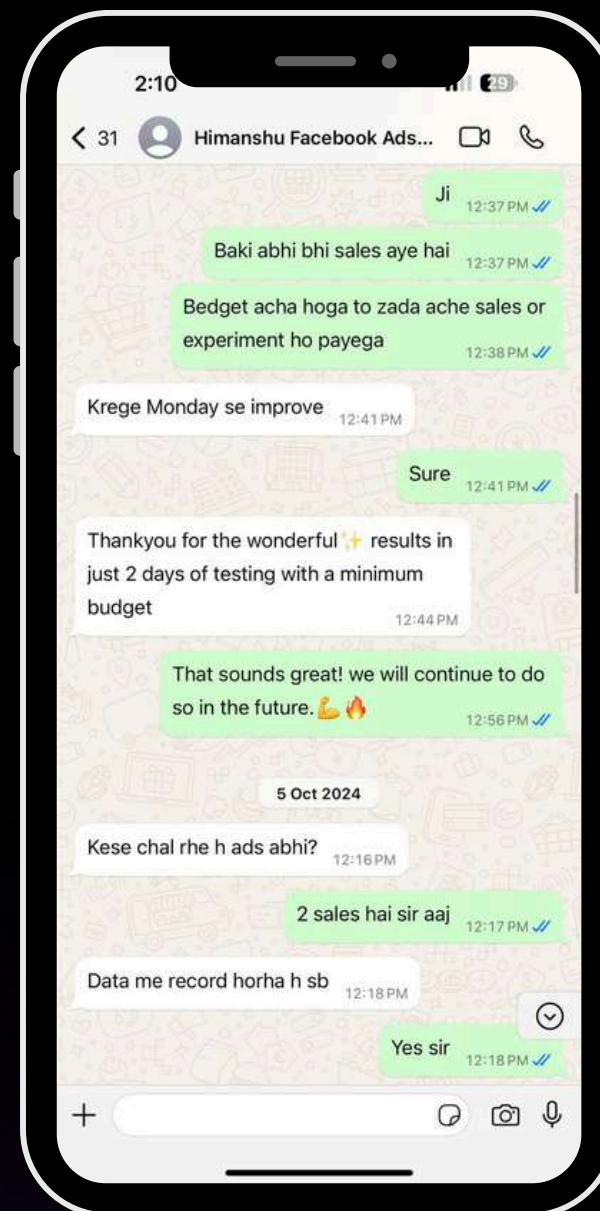 2:10
29
31
Himanshu Facebook Ads...
Ji
12:37 PM
Baki abhi bhi sales aye hai
12:37 PM
Bedget acha hoga to zada ache sales or
experiment ho payega
12:38 PM
Krege Monday se improve
12:41 PM
Sure
12:41 PM
Thankyou for the wonderful✨ results in
just 2 days of testing with a minimum
budget
12:44 PM
That sounds great! we will continue to do
so in the future.💪🔥
12:56 PM
5 Oct 2024
Kese chal rhe h ads abhi?
12:16 PM
2 sales hai sir aaj
12:17 PM
Data me record horha h sb
12:18 PM
Yes sir
12:18 PM